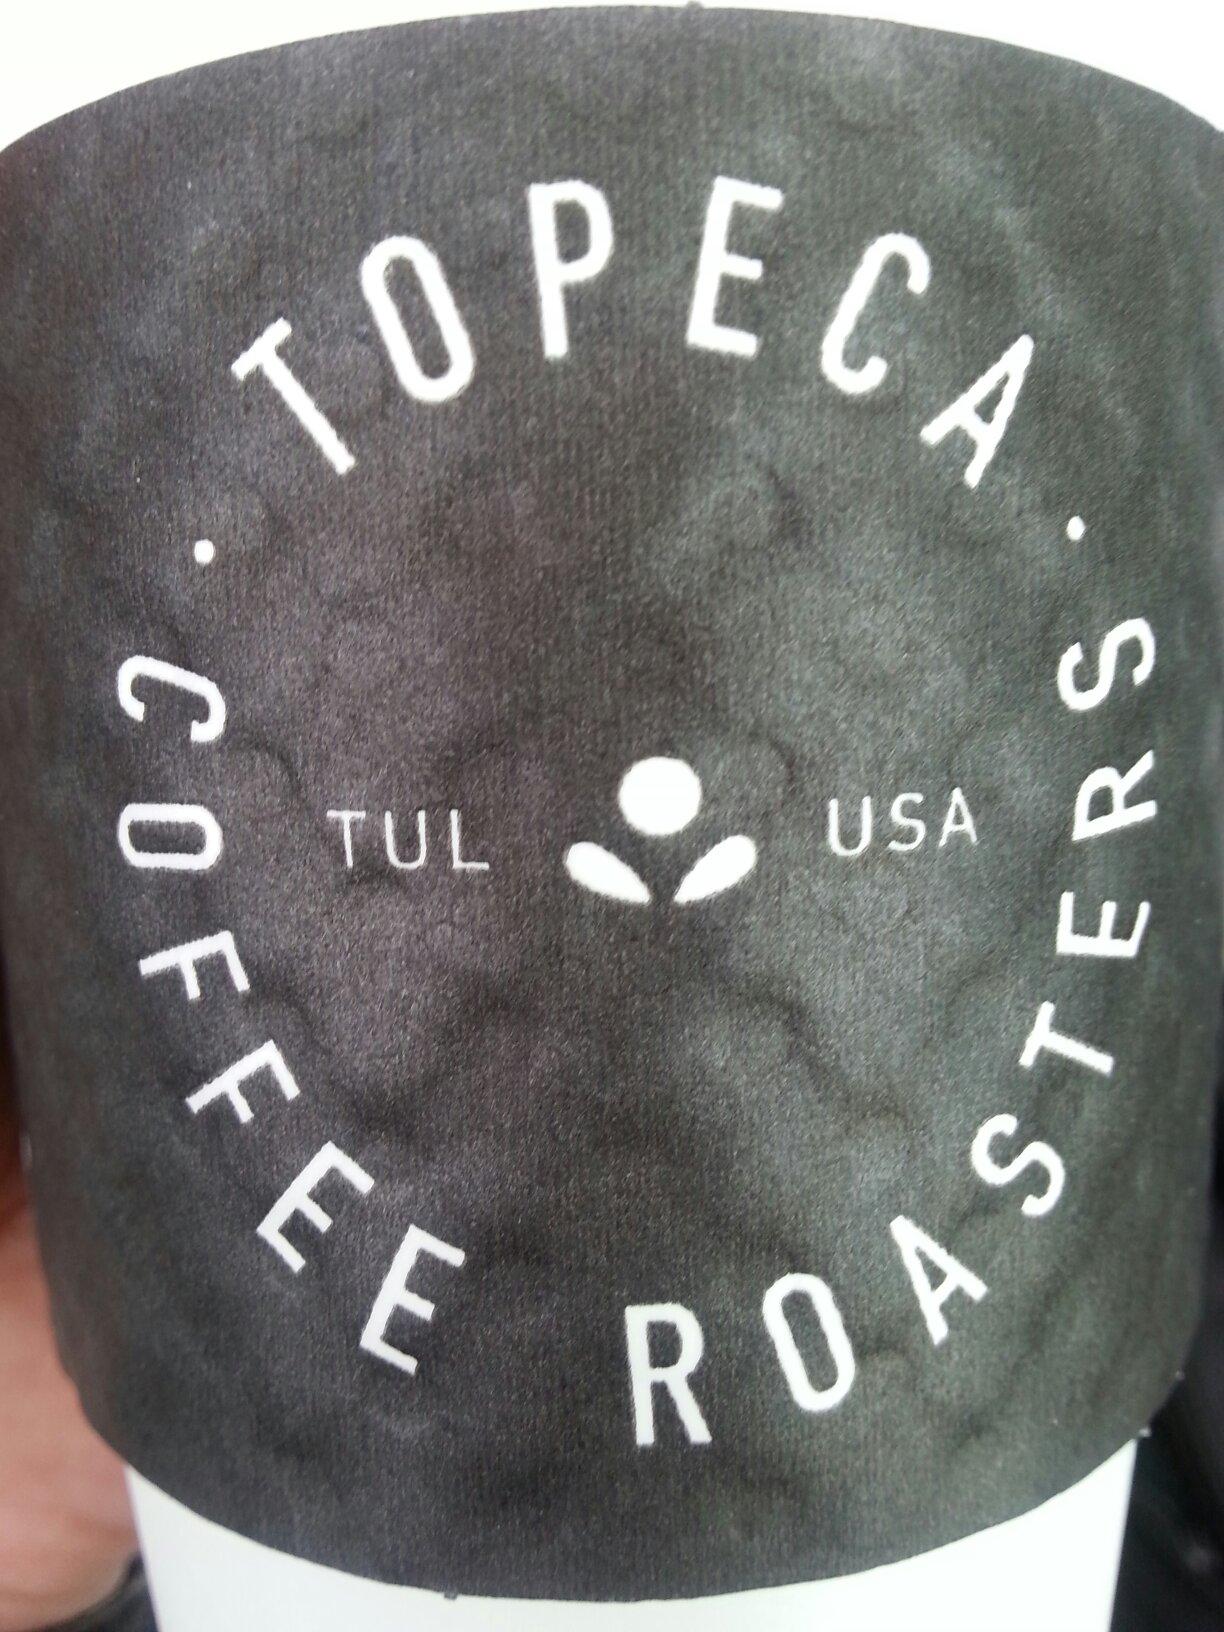 · TOPECA ·
TUL USA
COFFEE ROASTERS